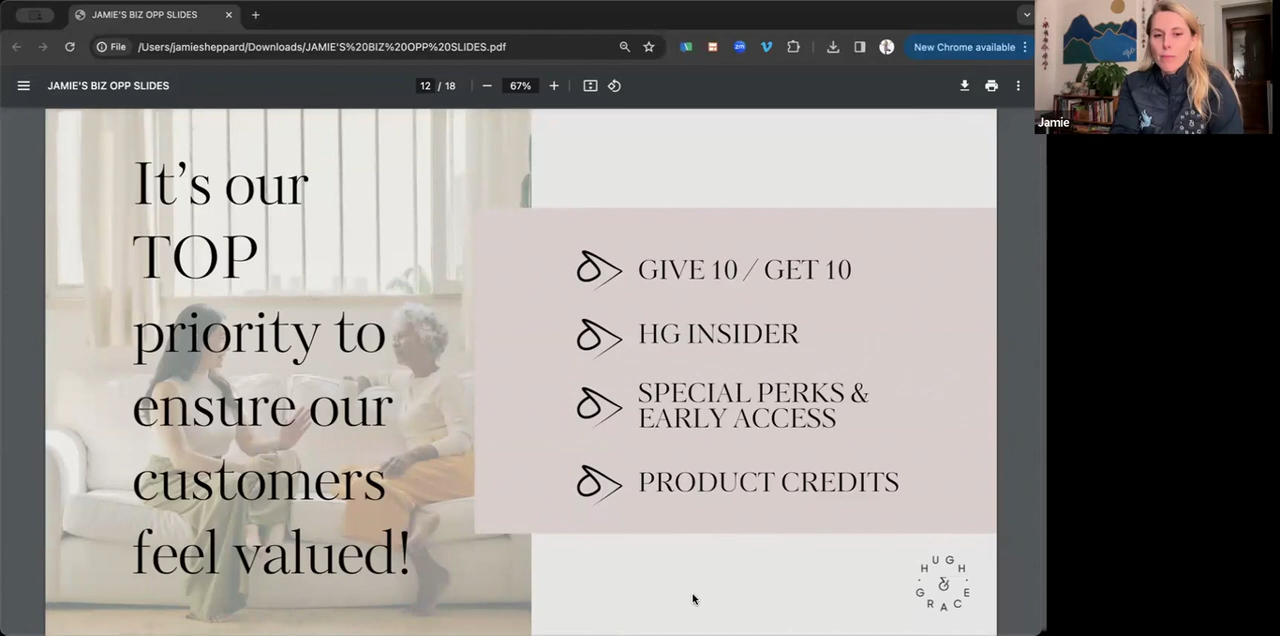 JAMIE'S BIZ OPP SLIDES
File
/Users/jamiesheppard/Downloads/JAMIE'S%20BIZ%20OPP%20SLIDES.pdf
zm
New Chrome available
JAMIE'S BIZ OPP SLIDES
12 / 18
67%
Jamie
It's our
TOP
priority to
ensure our
customers
feel valued!
GIVE 10 / GET 10
HG INSIDER
SPECIAL PERKS &
EARLY ACCESS
PRODUCT CREDITS
HUGH
&
GRACE